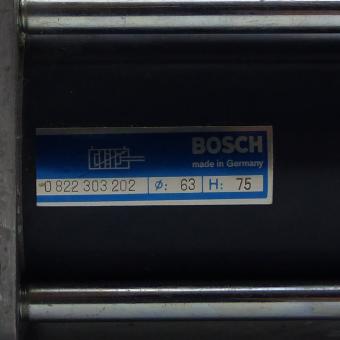 BOSCH
made in Germany
0 822 303 202 Ø: 63 H: 75